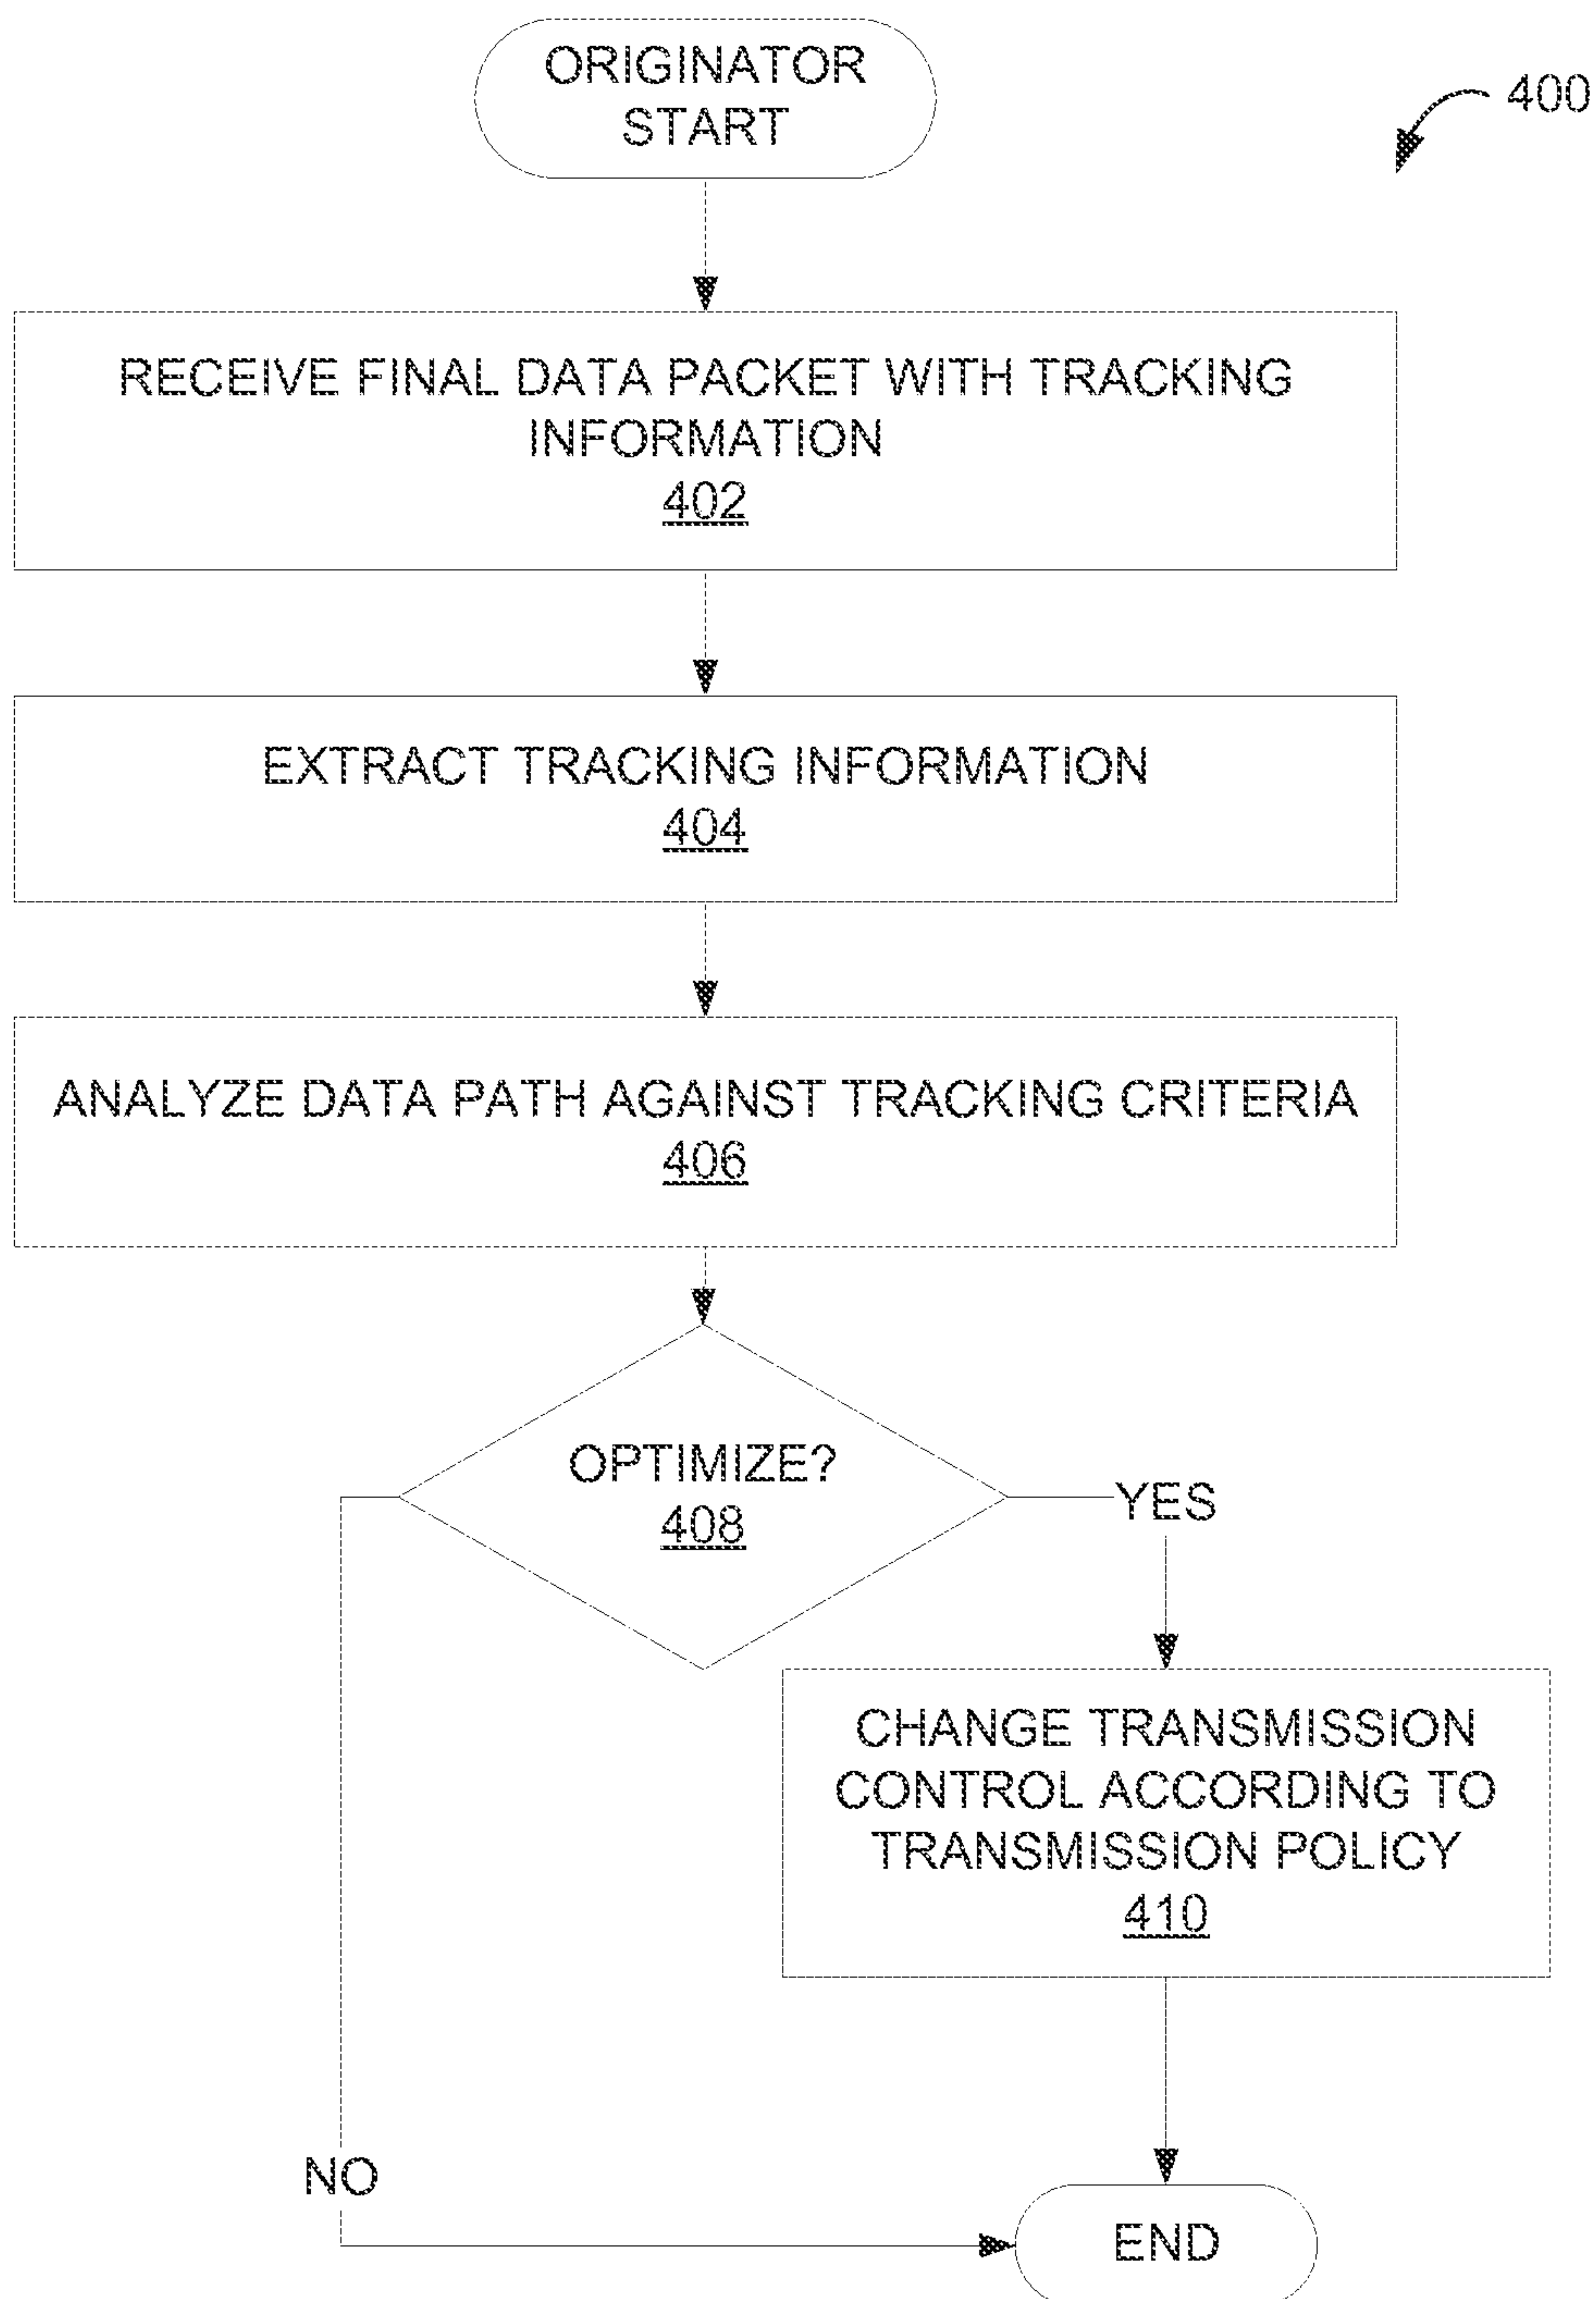 ORIGINATOR
START
400
RECEIVE FINAL DATA PACKET WITH TRACKING
INFORMATION
402
EXTRACT TRACKING INFORMATION
404
ANALYZE DATA PATH AGAINST TRACKING CRITERIA
406
OPTIMIZE?
408
YES
CHANGE TRANSMISSION
CONTROL ACCORDING TO
TRANSMISSION POLICY
410
NO
END